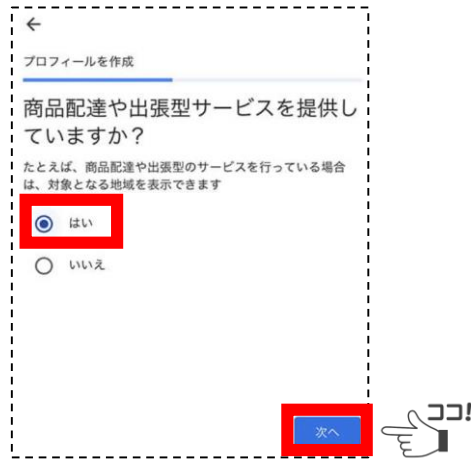 プロフィールを作成
商品配達や出張型サービスを提供し
ていますか？
たとえば、商品配達や出張型のサービスを行っている場合
は、対象となる地域を表示できます
はい
いいえ
次へ
ココ!